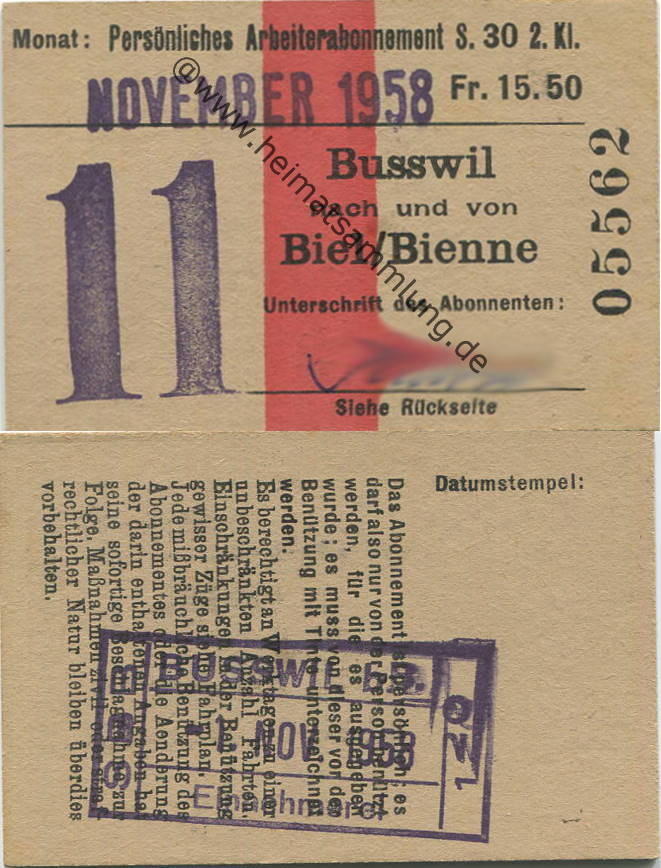 Monat: Persönliches Arbeiterabonnement S. 30 2. Kl.
NOVEMBER 1958 Fr. 15.50
11
Busswil
nach und von
Biel/Bienne
05562
Unterschrift des Abonnenten:
Siehe Rückseite
@www.heimatsammlung.de
Datumstempel:
Das Abonnement ist persönlich; es
darf also nur von der Person benützt
werden, für die es ausgegeben
wurde; es muss von dieser vor der
Benützung mit Tinte unterzeichnet
werden.
Es berechtigt an Werktagen zu einer
unbeschränkten Anzahl Fahrten.
Einschränkungen in der Benützung
gewisser Züge siehe Fahrplan.
Jede mißbräuchliche Benützung des
Abonnementes oder die Aenderung
der darin enthaltenen Angaben hat
seine sofortige Beschlagnahme zur
Folge. Maßnahmen zivil- oder straf-
rechtlicher Natur bleiben überdies
vorbehalten.
BUSSWIL
NOV. 1958
Einnehmerei